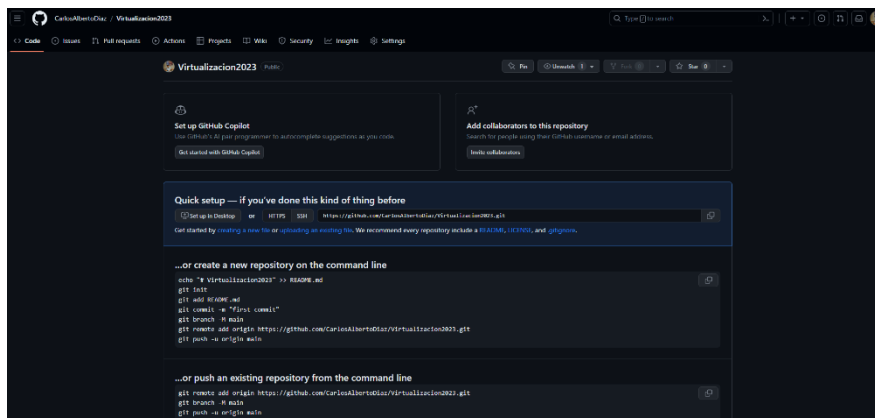 CarlosAlbertoDiaz / Virtualizacion2023
Type / to search
Code Issues Pull requests Actions Projects Wiki Security Insights Settings
Virtualizacion2023 Public
Pin Unwatch 1 Fork 0 Star 0
Set up GitHub Copilot
Use GitHub's AI pair programmer to autocomplete suggestions as you code.
Get started with GitHub Copilot
Add collaborators to this repository
Search for people using their GitHub username or email address.
Invite collaborators
Quick setup — if you've done this kind of thing before
Set up in Desktop or HTTPS SSH https://github.com/CarlosAlbertoDiaz/Virtualizacion2023.git
Get started by creating a new file or uploading an existing file. We recommend every repository include a README, LICENSE, and .gitignore.
...or create a new repository on the command line
echo "# Virtualizacion2023" >> README.md
git init
git add README.md
git commit -m "first commit"
git branch -M main
git remote add origin https://github.com/CarlosAlbertoDiaz/Virtualizacion2023.git
git push -u origin main
...or push an existing repository from the command line
git remote add origin https://github.com/CarlosAlbertoDiaz/Virtualizacion2023.git
git branch -M main
git push -u origin main